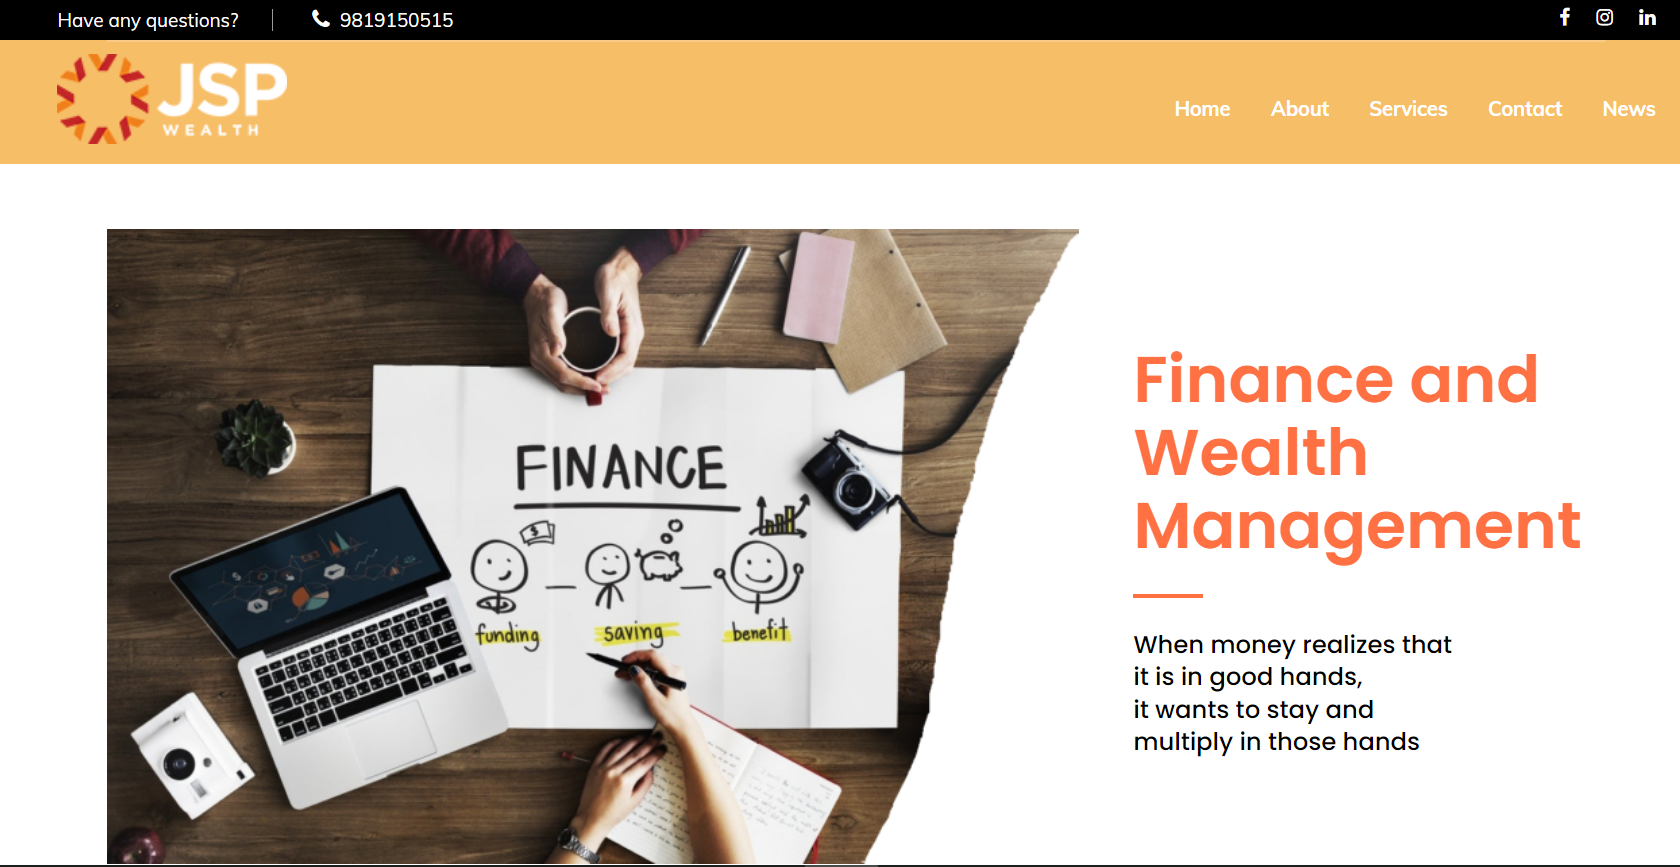 Have any questions?
9819150515
JSP
WEALTH
Home
About
Services
Contact
News
FINANCE
funding
saving
benefit
Finance and
Wealth
Management
When money realizes that
it is in good hands,
it wants to stay and
multiply in those hands